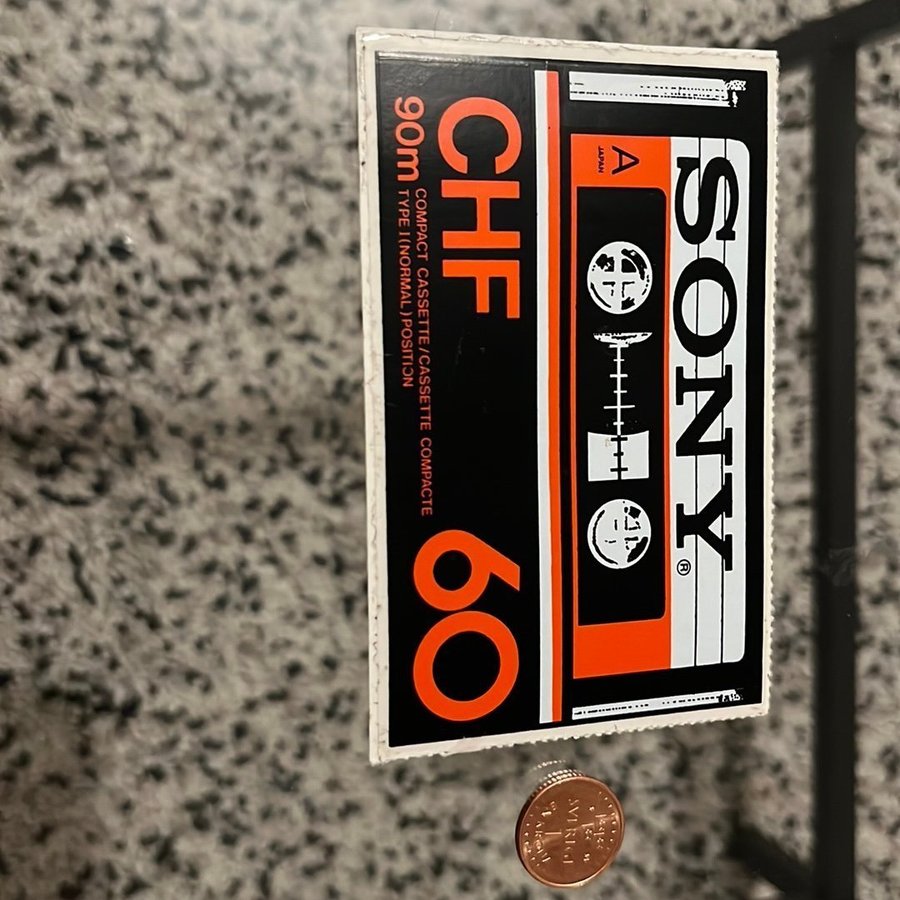 SONY®
A
JAPAN
CHF 60
COMPACT CASSETTE/CASSETTE COMPACTE
90m TYPE I(NORMAL)POSITION